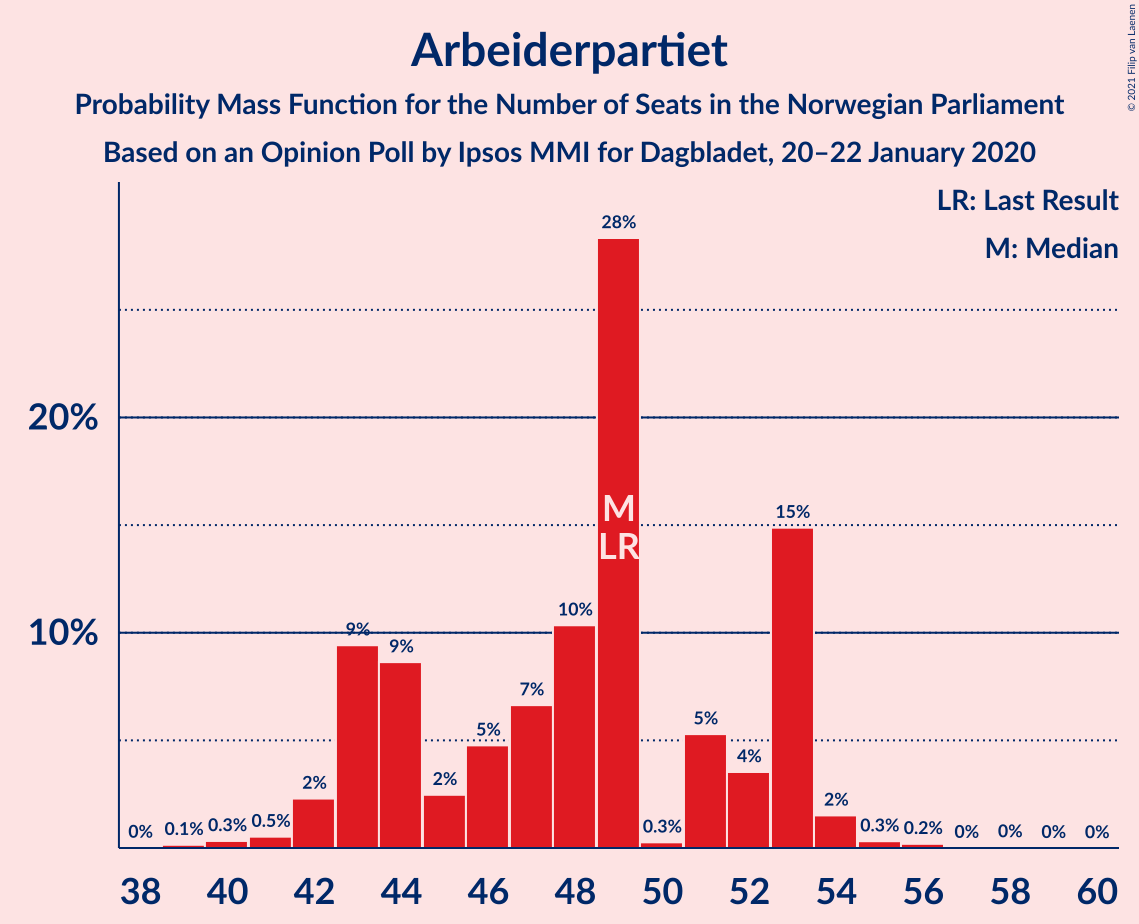 Arbeiderpartiet
Probability Mass Function for the Number of Seats in the Norwegian Parliament
Based on an Opinion Poll by Ipsos MMI for Dagbladet, 20–22 January 2020
© 2021 Filip van Laenen
LR: Last Result
M: Median
20%
10%
0% 0.1% 0.3% 0.5% 2% 9% 9% 2% 5% 7% 10% 28% 0.3% 5% 4% 15% 2% 0.3% 0.2% 0% 0% 0% 0%
M
LR
38 40 42 44 46 48 50 52 54 56 58 60